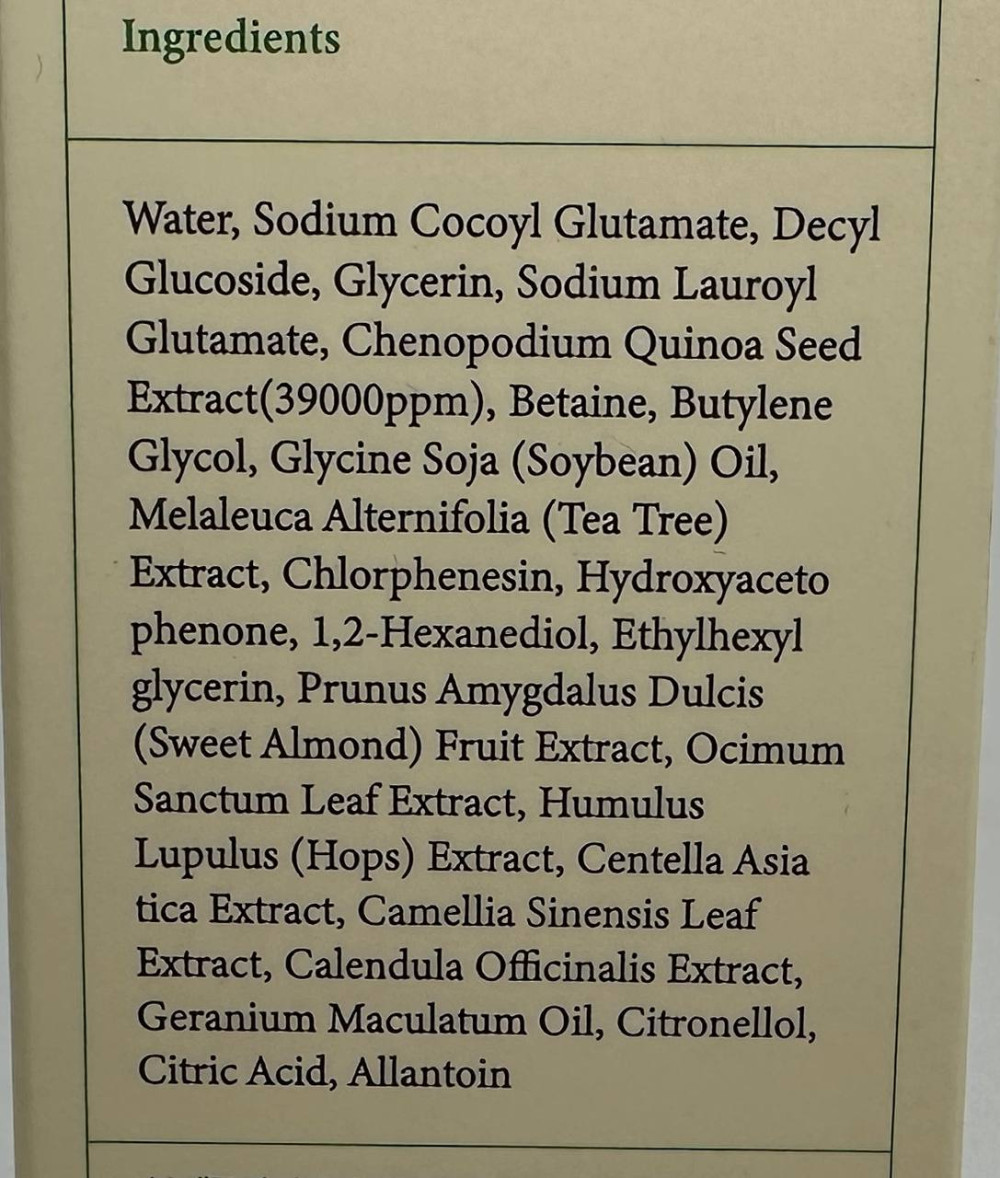 Ingredients
Water, Sodium Cocoyl Glutamate, Decyl
Glucoside, Glycerin, Sodium Lauroyl
Glutamate, Chenopodium Quinoa Seed
Extract(39000ppm), Betaine, Butylene
Glycol, Glycine Soja (Soybean) Oil,
Melaleuca Alternifolia (Tea Tree)
Extract, Chlorphenesin, Hydroxyaceto
phenone, 1,2-Hexanediol, Ethylhexyl
glycerin, Prunus Amygdalus Dulcis
(Sweet Almond) Fruit Extract, Ocimum
Sanctum Leaf Extract, Humulus
Lupulus (Hops) Extract, Centella Asia
tica Extract, Camellia Sinensis Leaf
Extract, Calendula Officinalis Extract,
Geranium Maculatum Oil, Citronellol,
Citric Acid, Allantoin